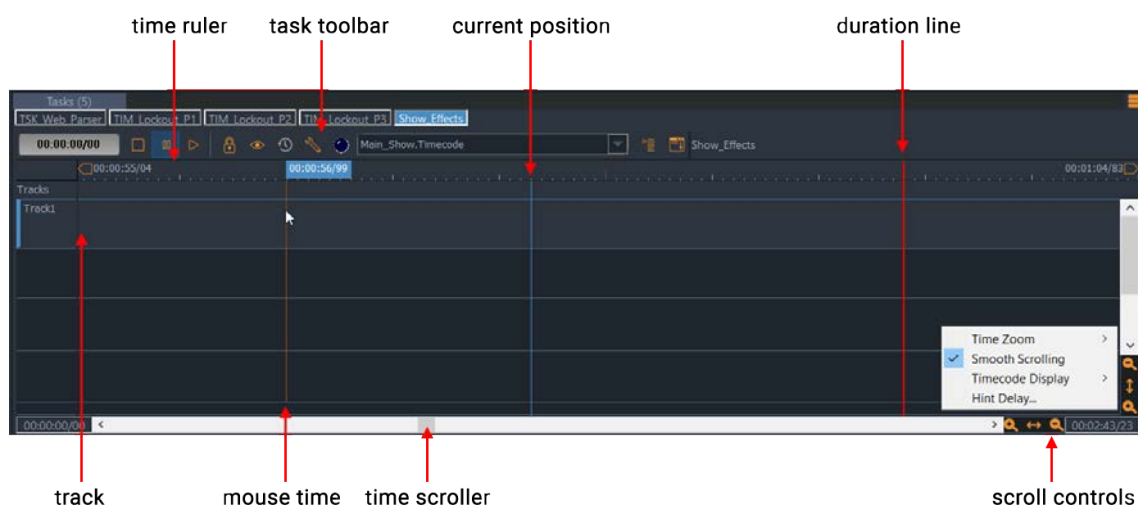 time ruler task toolbar current position duration line
Tasks (5)
TSK_Web_Parser TIM_Lockout_P1 TIM_Lockout_P2 TIM_Lockout_P3 Show_Effects
00:00:00/00 Main_Show.Timecode Show_Effects
00:00:55/04 00:00:56/99 00:01:04/83
Tracks
Track1
Time Zoom
Smooth Scrolling
Timecode Display
Hint Delay...
00:00:00/00 00:02:43/23
track mouse time time scroller scroll controls